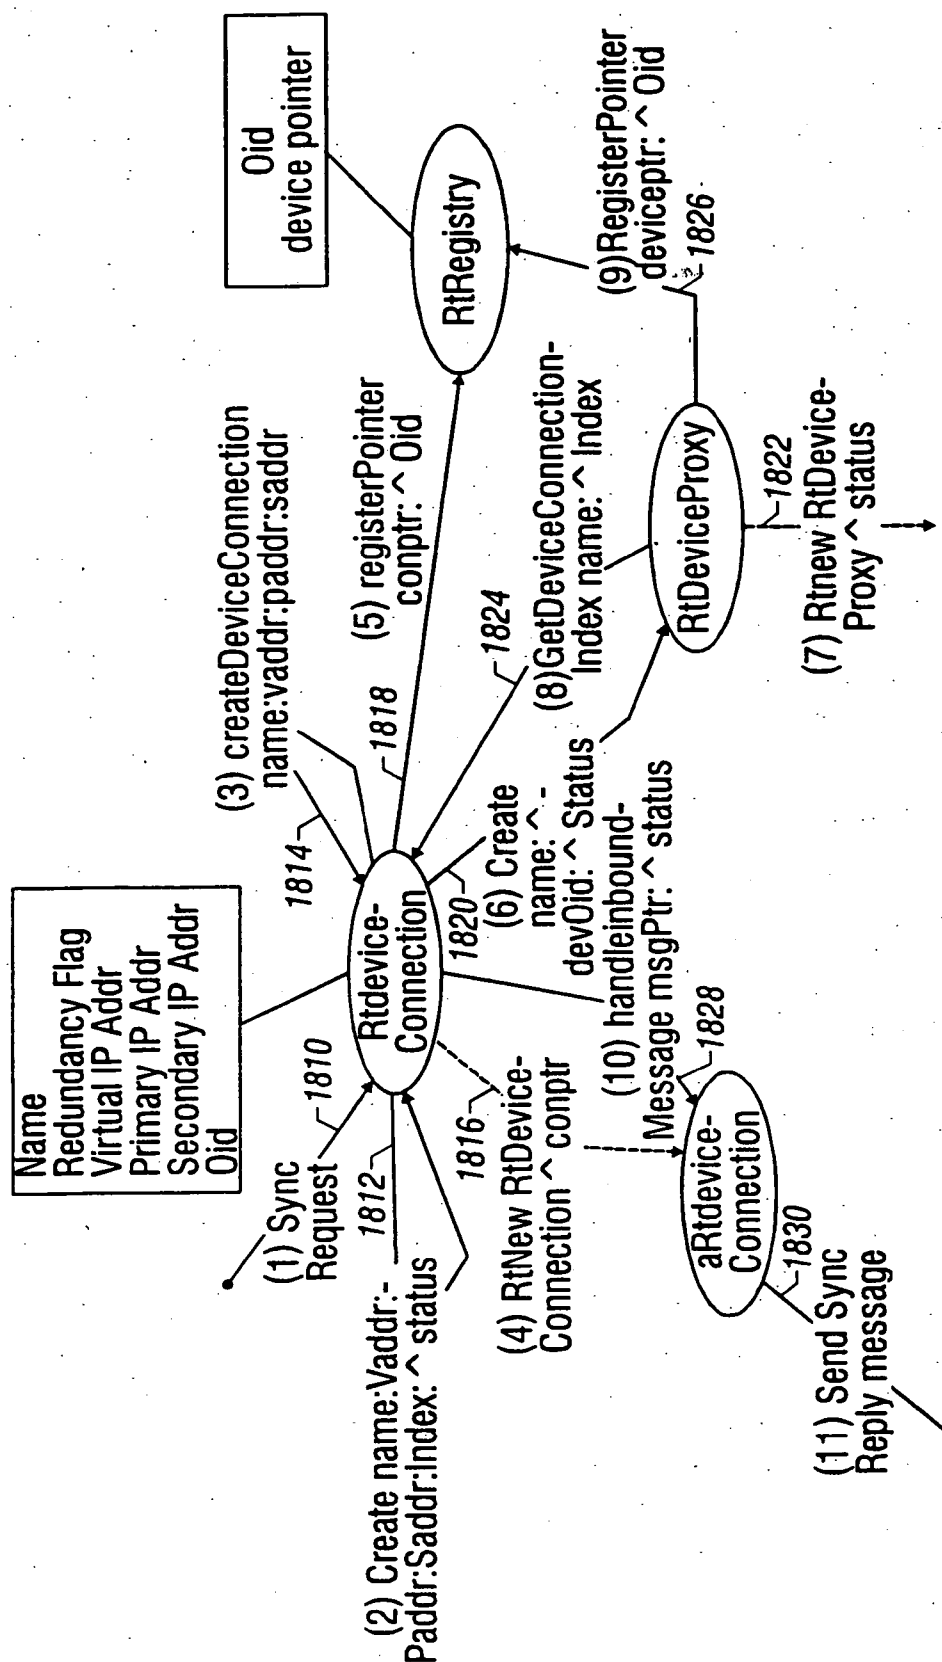 Name
Redundancy Flag
Virtual IP Addr
Primary IP Addr
Secondary IP Addr
Oid
Oid
device pointer
(1) Sync
Request
1810
1814
(3) createDeviceConnection
name:vaddr:paddr:saddr
Rtdevice-
Connection
1812
(2) Create name:Vaddr:-
Paddr:Saddr:Index: ^ status
1818
(5) registerPointer
conptr: ^ Oid
RtRegistry
1816
(4) RtNew RtDevice-
Connection ^ conptr
1820
(6) Create
name: ^ -
devOid: ^ Status
1824
(8)GetDeviceConnection-
Index name: ^ Index
(9)RegisterPointer
deviceptr: ^ Oid
1826
RtDeviceProxy
1822
(7) Rtnew RtDevice-
Proxy ^ status
(10) handleinbound-
Message msgPtr: ^ status
1828
aRtdevice-
Connection
1830
(11) Send Sync
Reply message